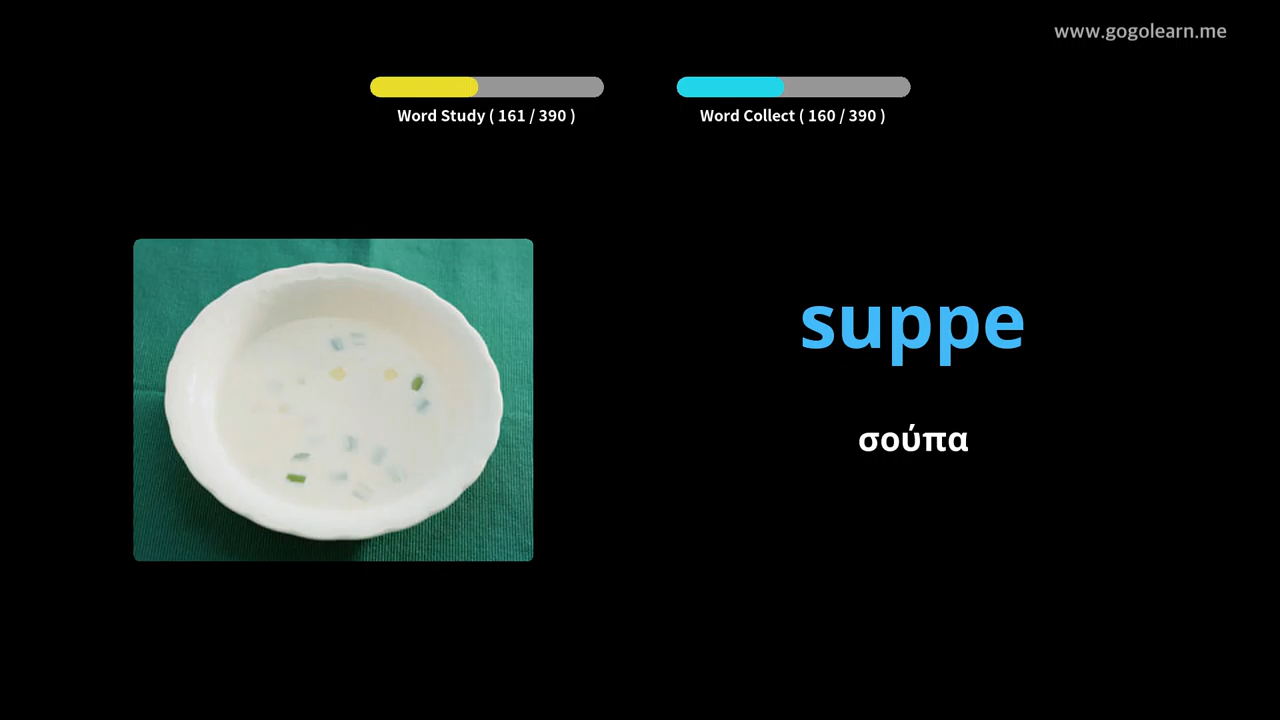 www.gogolearn.me
Word Study ( 161 / 390 )
Word Collect ( 160 / 390 )
suppe
σούπα